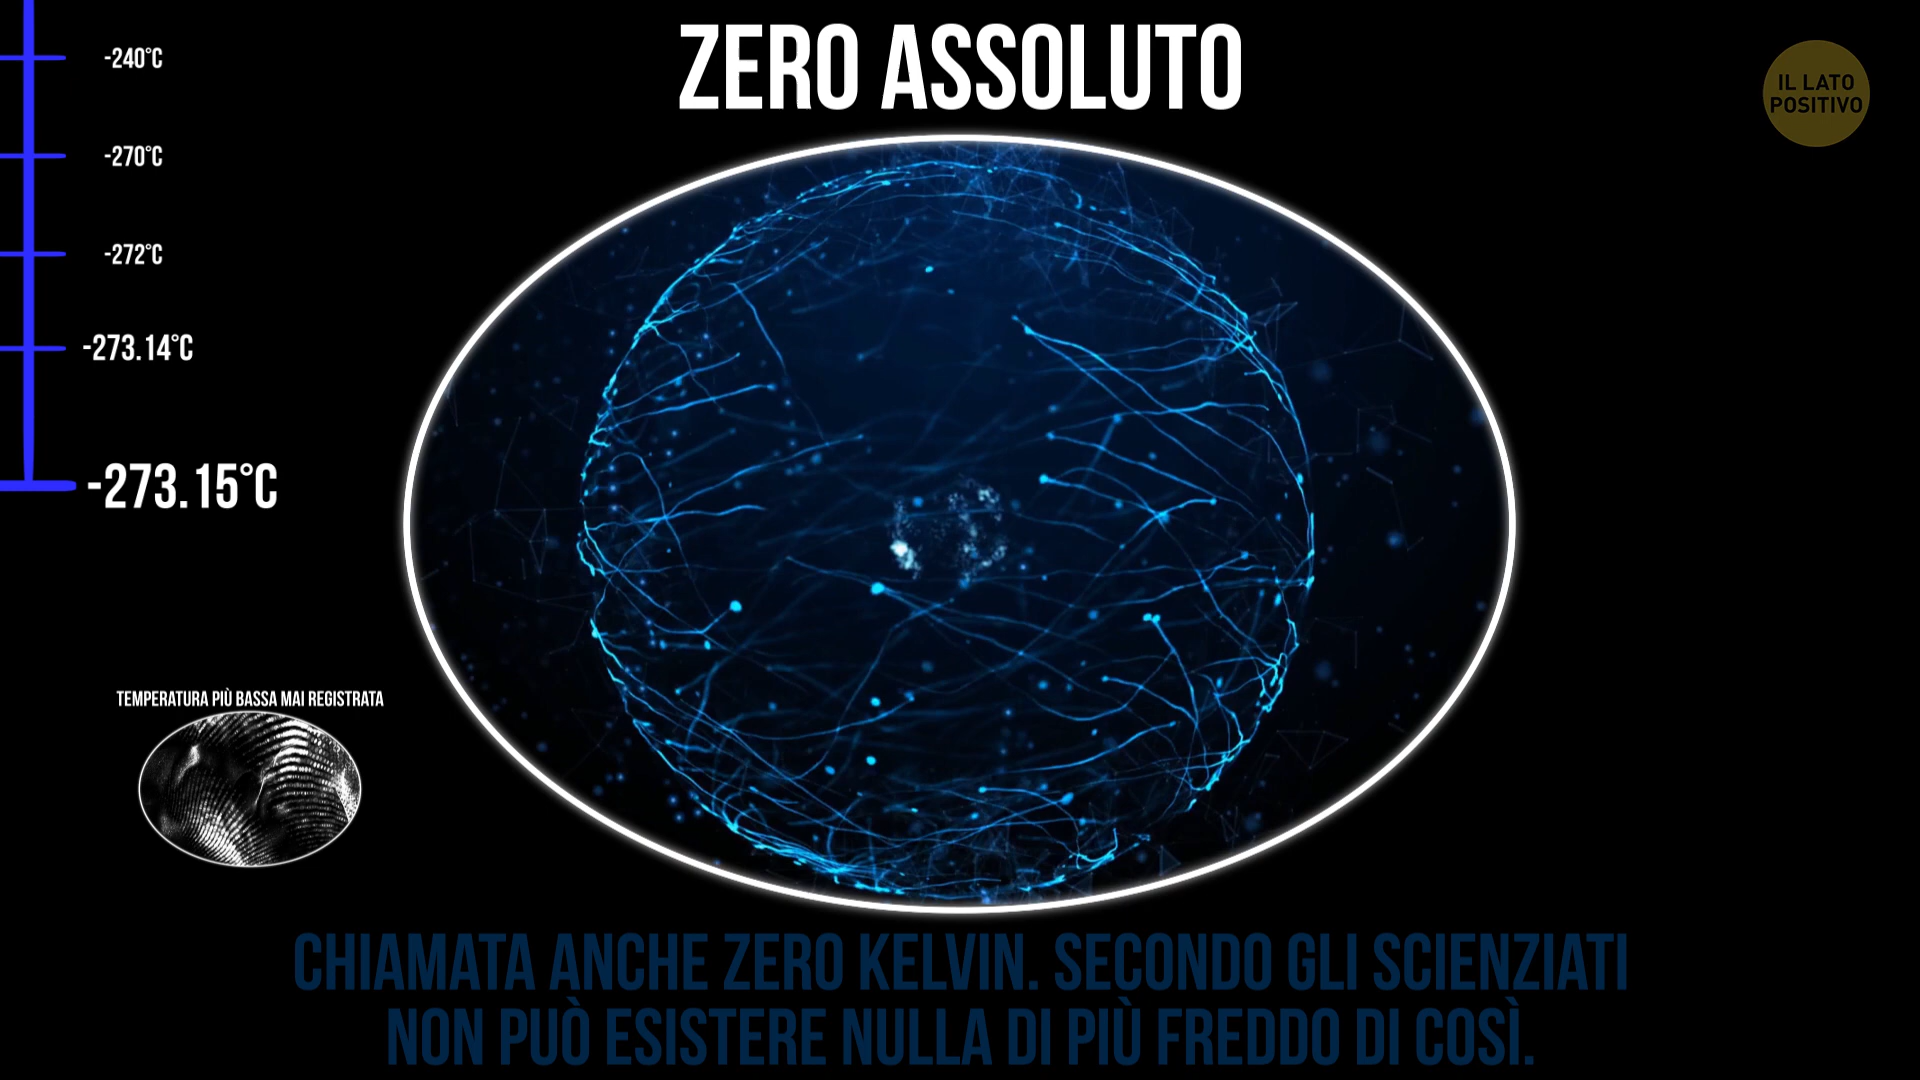 ZERO ASSOLUTO
IL LATO
POSITIVO
-240°C
-270°C
-272°C
-273.14°C
-273.15°C
TEMPERATURA PIÙ BASSA MAI REGISTRATA
CHIAMATA ANCHE ZERO KELVIN. SECONDO GLI SCIENZIATI
NON PUÒ ESISTERE NULLA DI PIÙ FREDDO DI COSÌ.